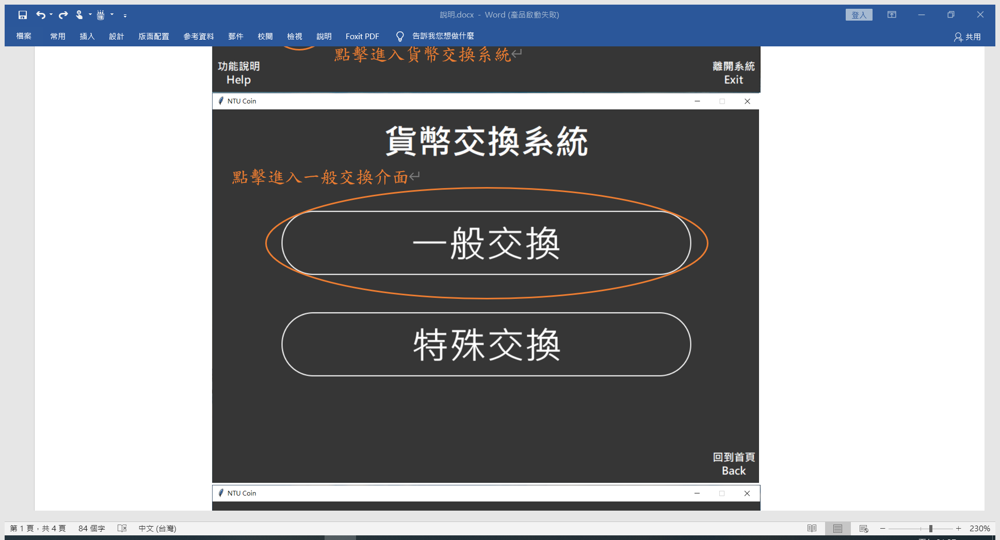 說明.docx - Word (產品啟動失敗)
登入
檔案 常用 插入 設計 版面配置 參考資料 郵件 校閱 檢視 說明 Foxit PDF 告訴我您想做什麼 共用
點擊進入貨幣交換系統
功能說明
Help
離開系統
Exit
NTU Coin
貨幣交換系統
點擊進入一般交換介面
一般交換
特殊交換
回到首頁
Back
NTU Coin
第 1 頁，共 4 頁 84 個字 中文 (台灣) 230%